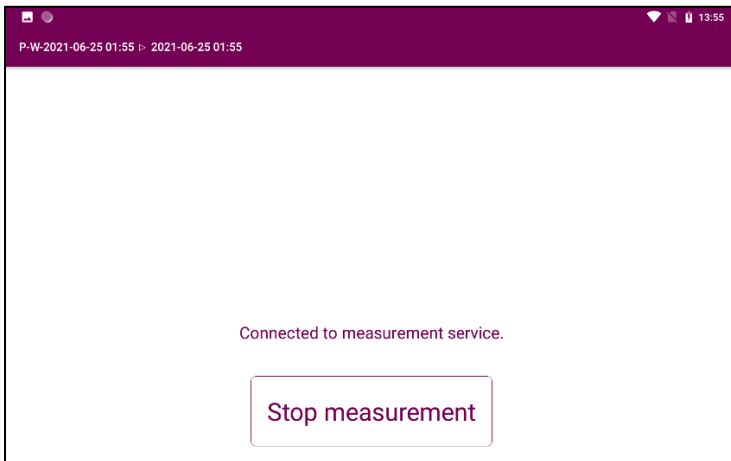 13:55
P-W-2021-06-25 01:55 ▷ 2021-06-25 01:55
Connected to measurement service.
Stop measurement